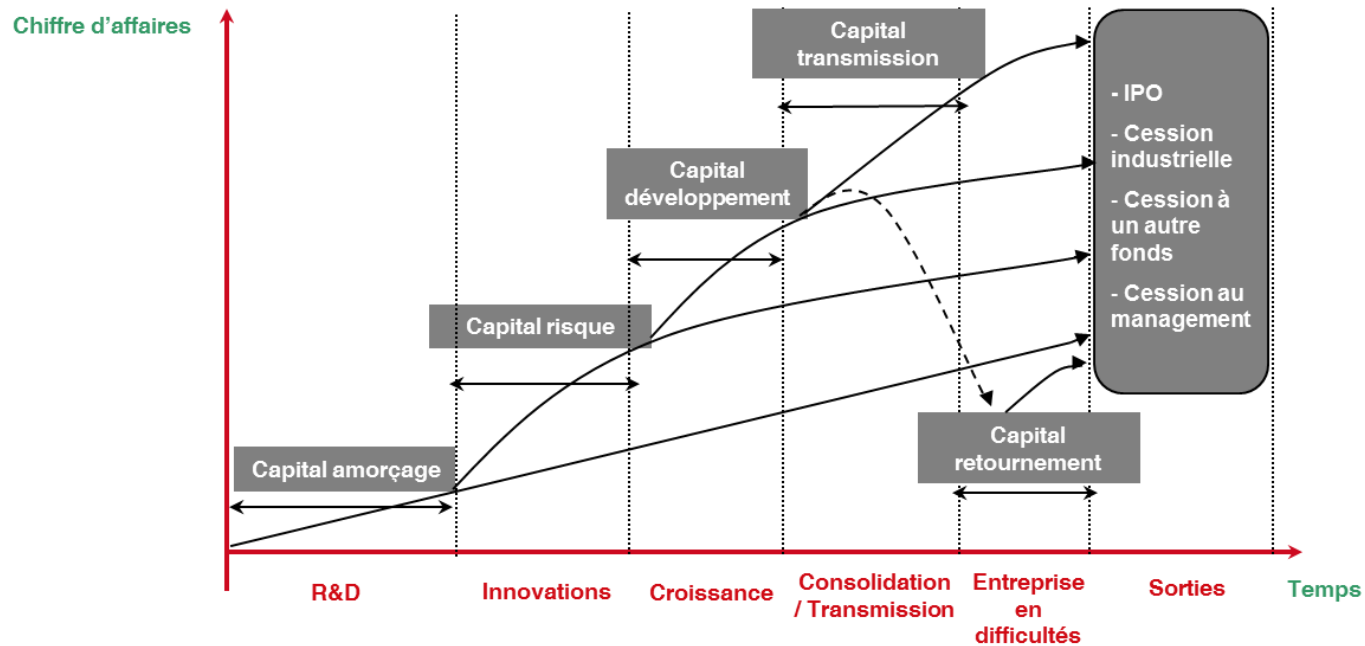 Chiffre d’affaires
Capital
transmission
- IPO
- Cession
industrielle
- Cession à
un autre
fonds
- Cession au
management
Capital
développement
Capital risque
Capital amorçage
Capital
retournement
R&D
Innovations
Croissance
Consolidation
/ Transmission
Entreprise
en
difficultés
Sorties
Temps